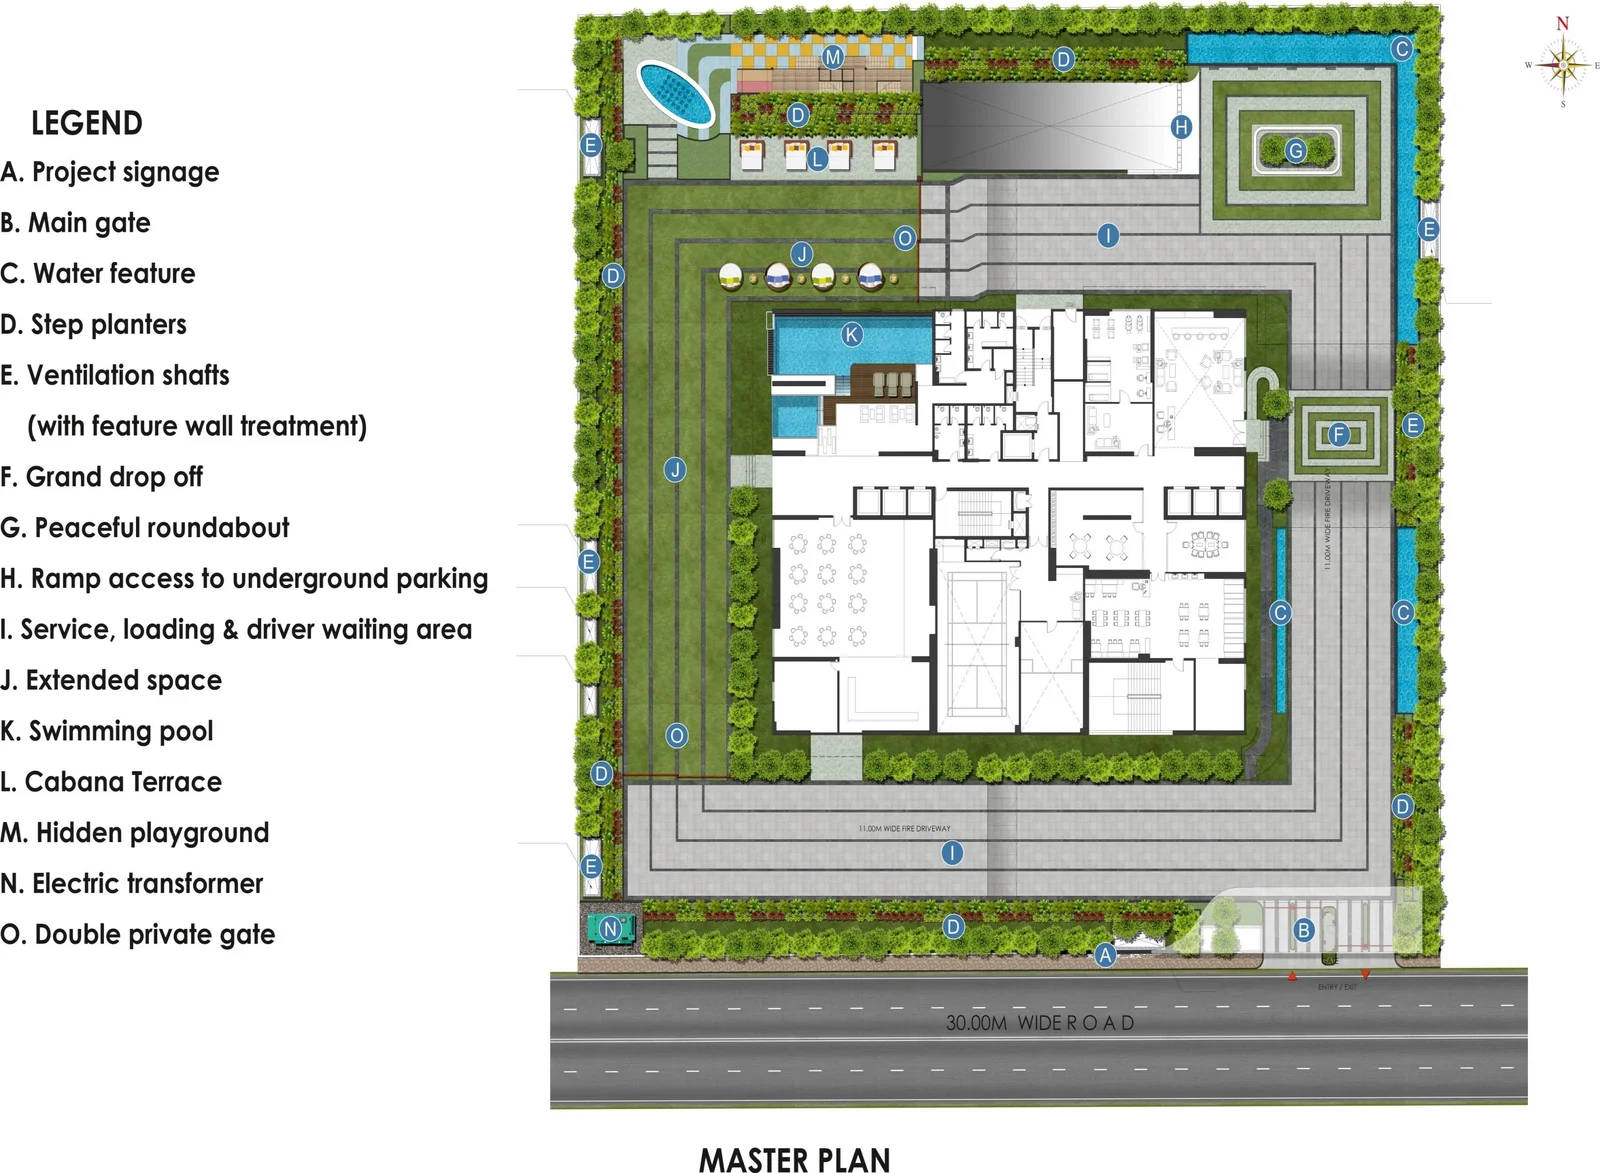 LEGEND
A. Project signage
B. Main gate
C. Water feature
D. Step planters
E. Ventilation shafts
(with feature wall treatment)
F. Grand drop off
G. Peaceful roundabout
H. Ramp access to underground parking
I. Service, loading & driver waiting area
J. Extended space
K. Swimming pool
L. Cabana Terrace
M. Hidden playground
N. Electric transformer
O. Double private gate
N
W E
S
C
M
D
D
H
E
L
G
E
O
I
J
D
K
J
E
F
11.00M WIDE FIRE DRIVEWAY
E
C
C
O
D
D
11.00M WIDE FIRE DRIVEWAY
I
E
N
D
B
A
ENTRY / EXIT
30.00M WIDE ROAD
MASTER PLAN